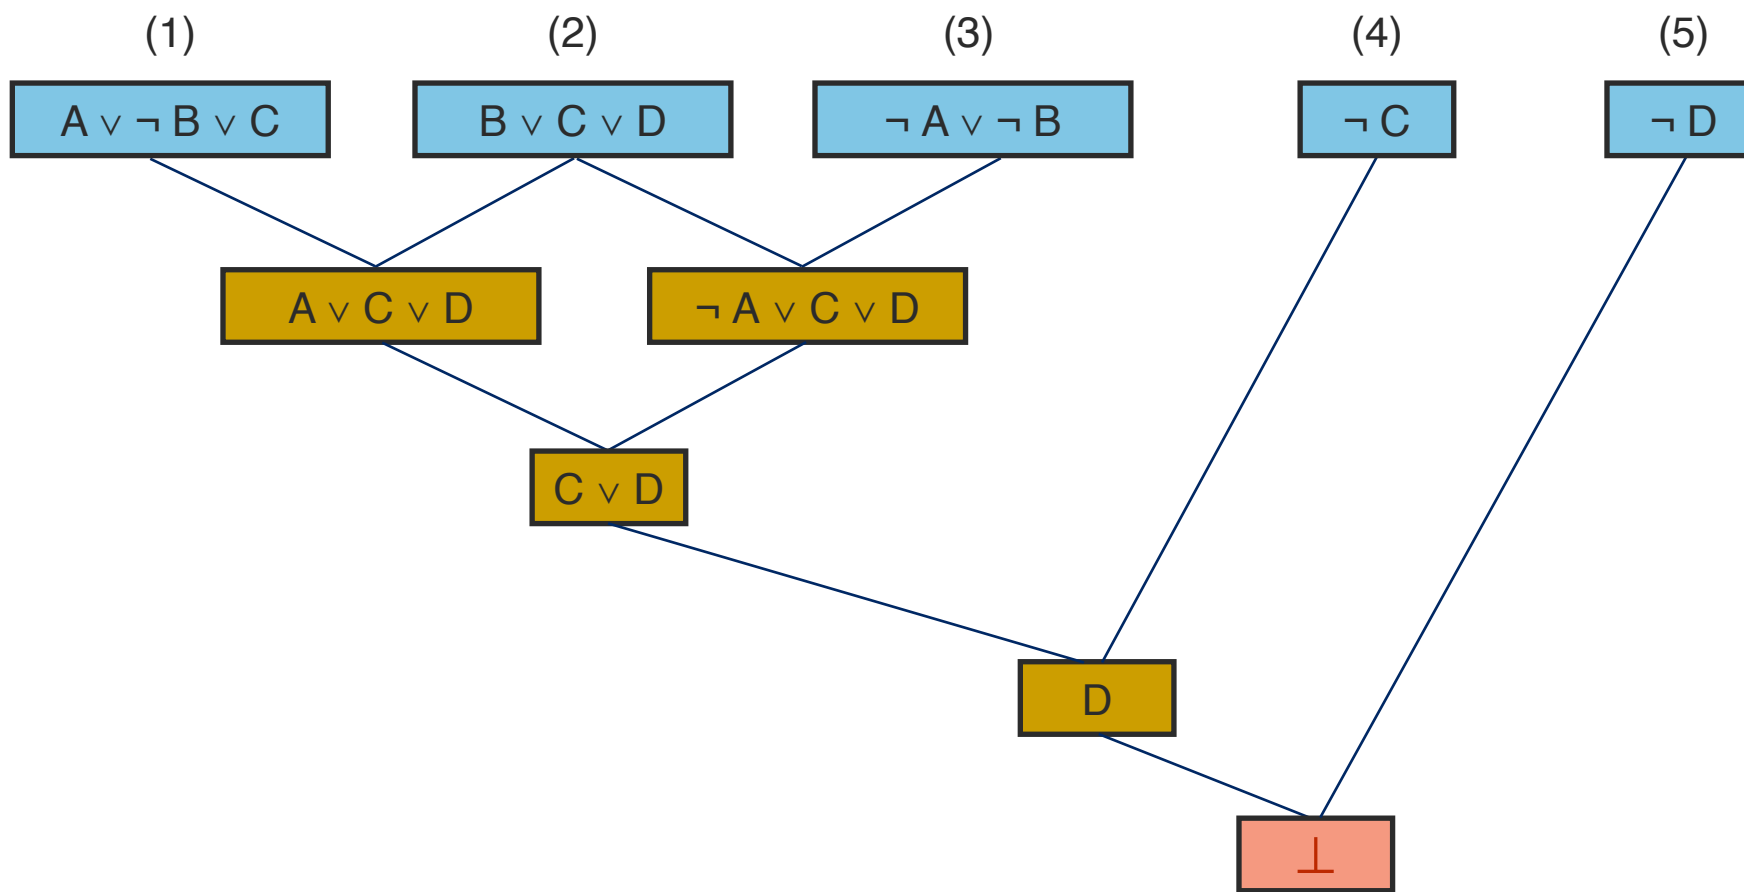 (1) (2) (3) (4) (5)
A ∨ ¬ B ∨ C
B ∨ C ∨ D
¬ A ∨ ¬ B
¬ C
¬ D
A ∨ C ∨ D
¬ A ∨ C ∨ D
C ∨ D
D
⊥